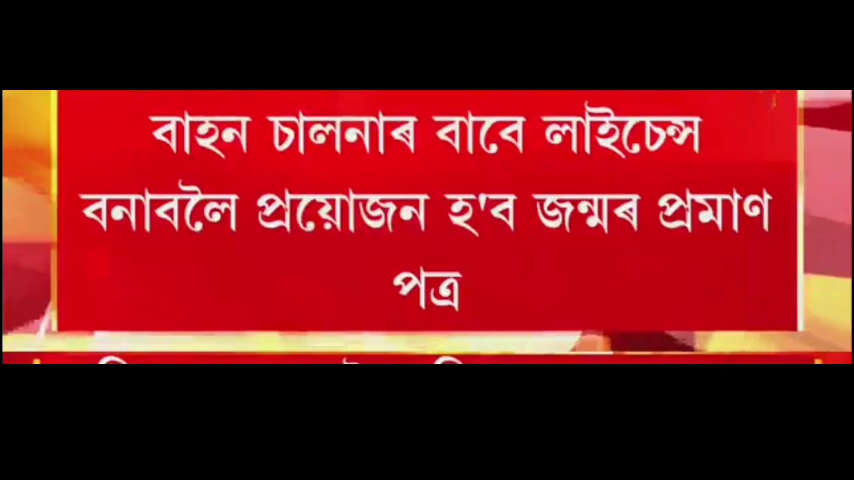 বাহন চালনাৰ বাবে লাইচেন্স
বনাবলৈ প্ৰয়োজন হ'ব জন্মৰ প্ৰমাণ
পত্ৰ